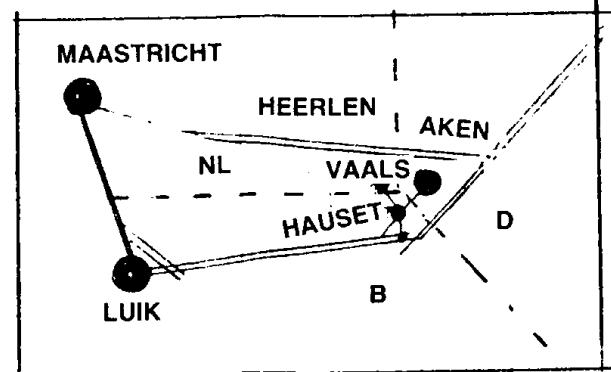 MAASTRICHT
HEERLEN
AKEN
NL
VAALS
HAUSET
D
B
LUIK